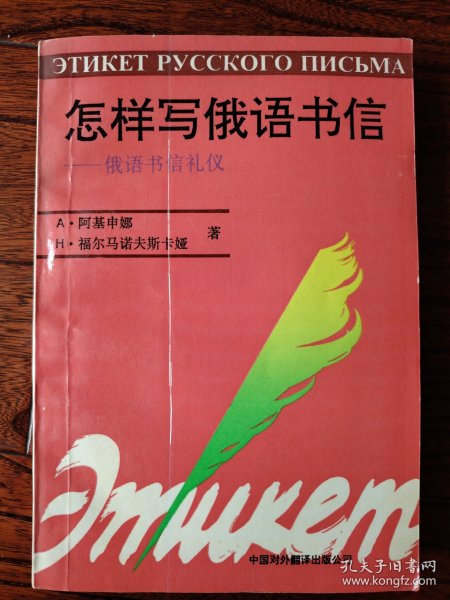 ЭТИКЕТ РУССКОГО ПИСЬМА
怎样写俄语书信
——俄语书信礼仪
А·阿基申娜
Н·福尔马诺夫斯卡娅
著
Этикет
中国对外翻译出版公司
孔夫子旧书网
www.kongfz.com